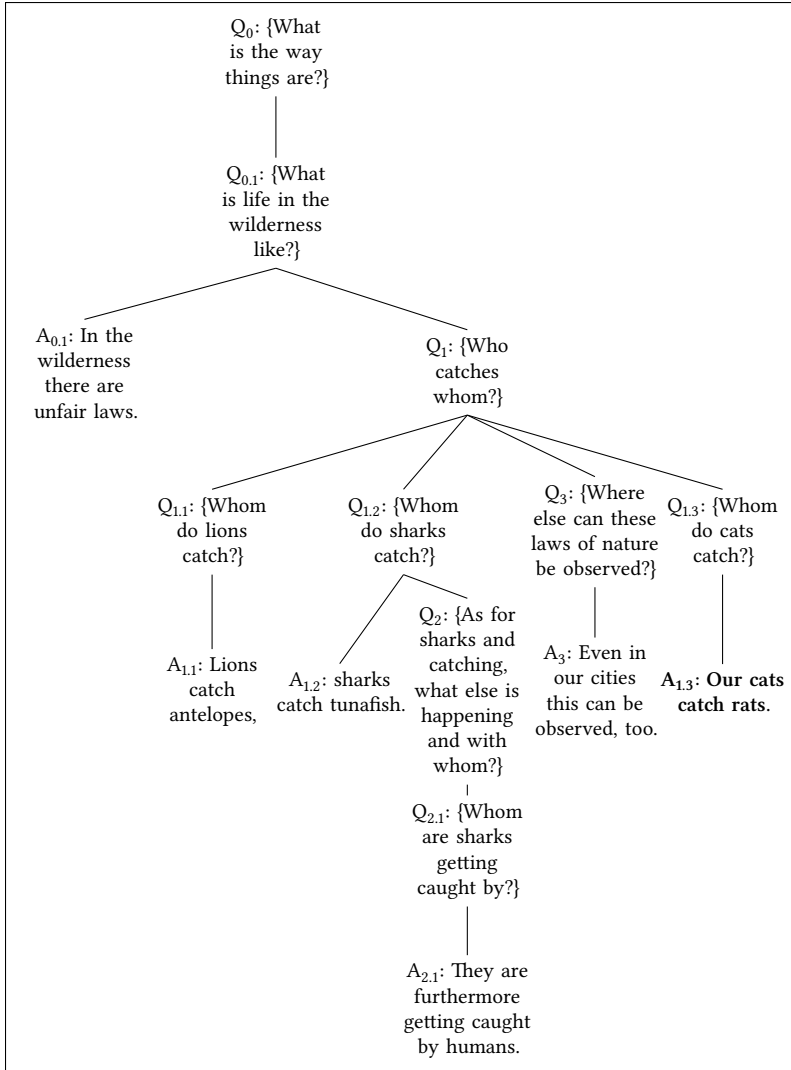 Q0: {What
is the way
things are?}
Q0.1: {What
is life in the
wilderness
like?}
A0.1: In the
wilderness
there are
unfair laws.
Q1: {Who
catches
whom?}
Q1.1: {Whom
do lions
catch?}
A1.1: Lions
catch
antelopes,
Q1.2: {Whom
do sharks
catch?}
A1.2: sharks
catch tunafish.
Q2: {As for
sharks and
catching,
what else is
happening
and with
whom?}
Q2.1: {Whom
are sharks
getting
caught by?}
A2.1: They are
furthermore
getting caught
by humans.
Q3: {Where
else can these
laws of nature
be observed?}
A3: Even in
our cities
this can be
observed, too.
Q1.3: {Whom
do cats
catch?}
A1.3: Our cats
catch rats.